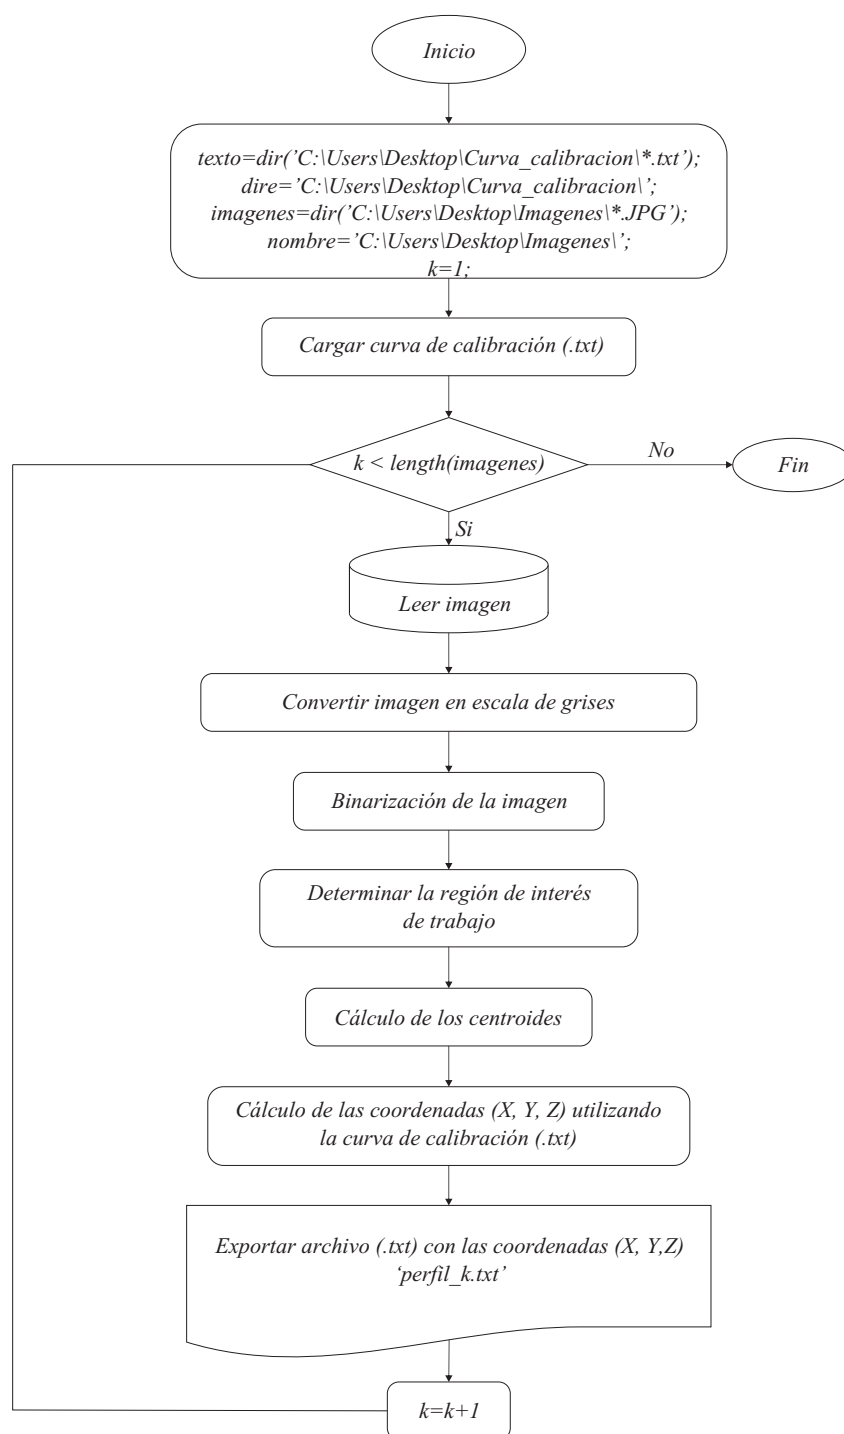 Inicio
texto=dir('C:\Users\Desktop\Curva_calibracion\*.txt');
dire='C:\Users\Desktop\Curva_calibracion\';
imagenes=dir('C:\Users\Desktop\Imagenes\*.JPG');
nombre='C:\Users\Desktop\Imagenes\';
k=1;
Cargar curva de calibración (.txt)
k < length(imagenes)
No
Fin
Si
Leer imagen
Convertir imagen en escala de grises
Binarización de la imagen
Determinar la región de interés
de trabajo
Cálculo de los centroides
Cálculo de las coordenadas (X, Y, Z) utilizando
la curva de calibración (.txt)
Exportar archivo (.txt) con las coordenadas (X, Y,Z)
‘perfil_k.txt’
k=k+1